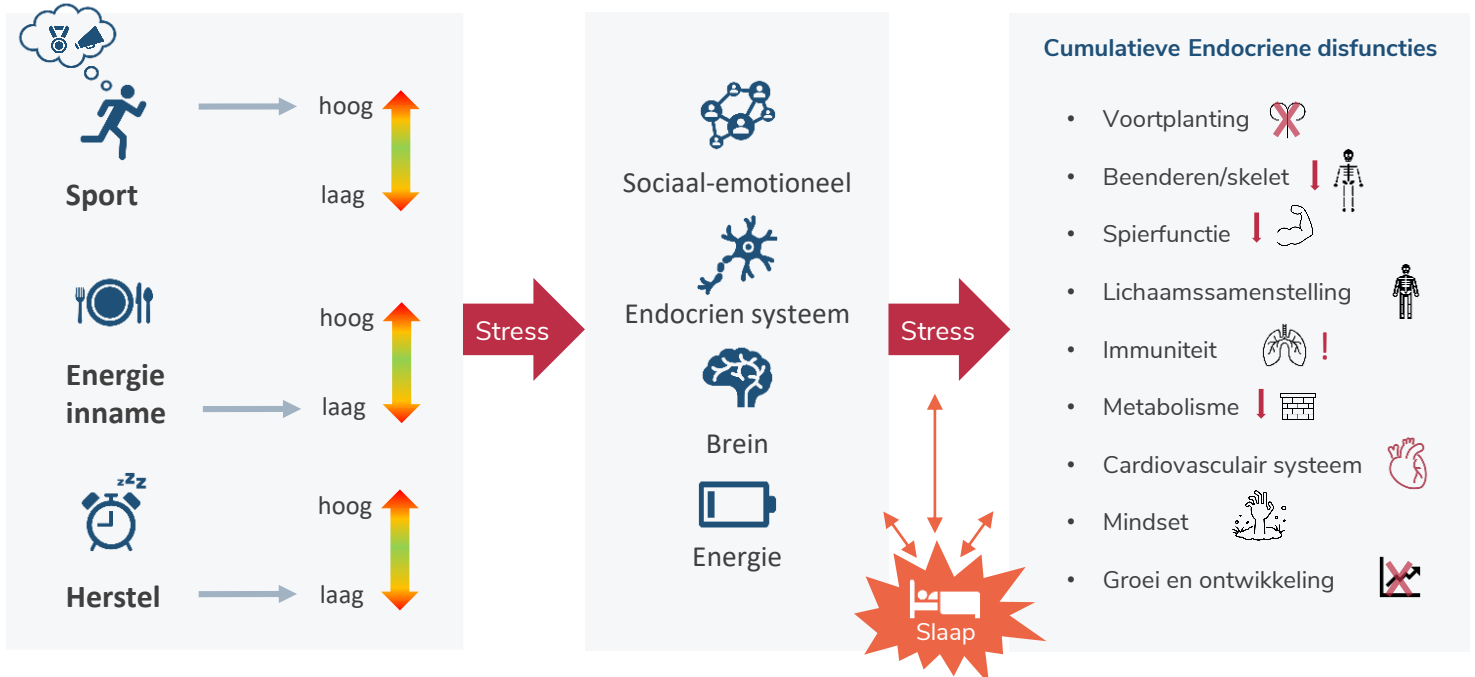 hoog
laag
Sport
hoog
Energie
inname
laag
zzZZ
hoog
Herstel
laag
Stress
Sociaal-emotioneel
Endocrien systeem
Brein
Energie
Stress
Slaap
Cumulatieve Endocriene disfuncties
• Voortplanting
• Beenderen/skelet
• Spierfunctie
• Lichaamssamenstelling
• Immuniteit !
• Metabolisme
• Cardiovasculair systeem
• Mindset
• Groei en ontwikkeling